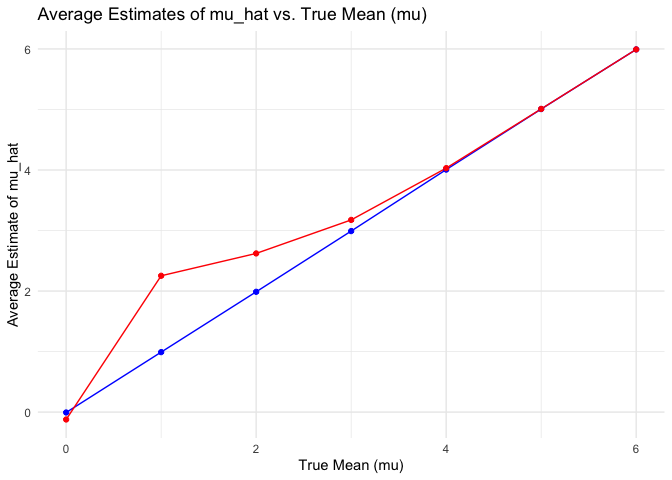 Average Estimates of mu_hat vs. True Mean (mu)
Average Estimate of mu_hat
6
4
2
0
0 2 4 6
True Mean (mu)